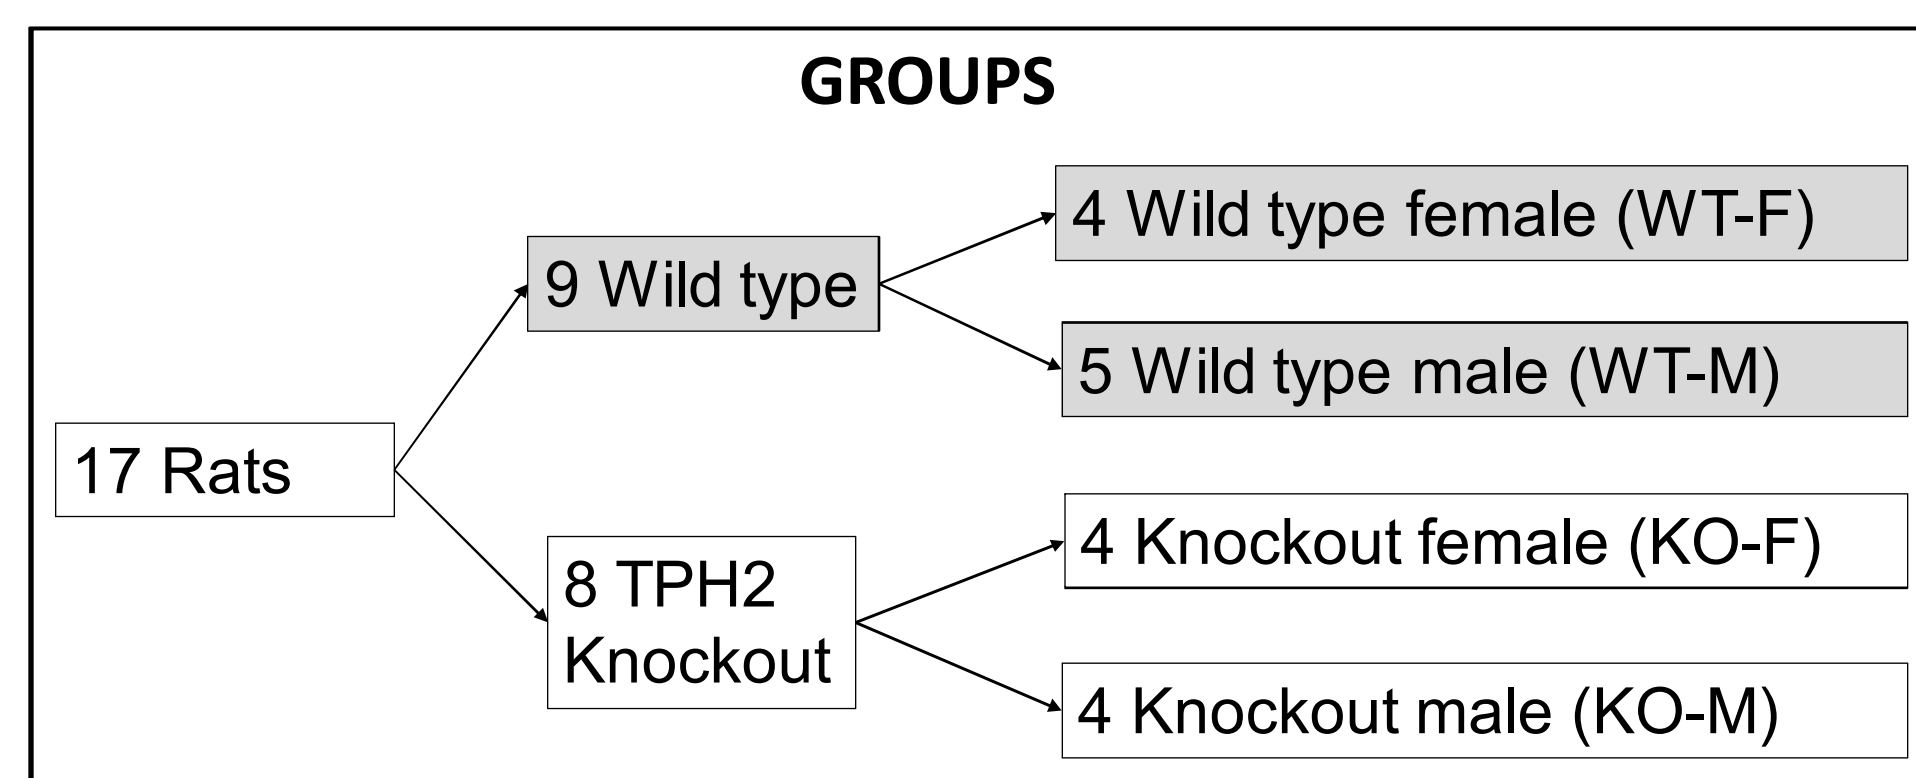 GROUPS
17 Rats
9 Wild type
8 TPH2
Knockout
4 Wild type female (WT-F)
5 Wild type male (WT-M)
4 Knockout female (KO-F)
4 Knockout male (KO-M)